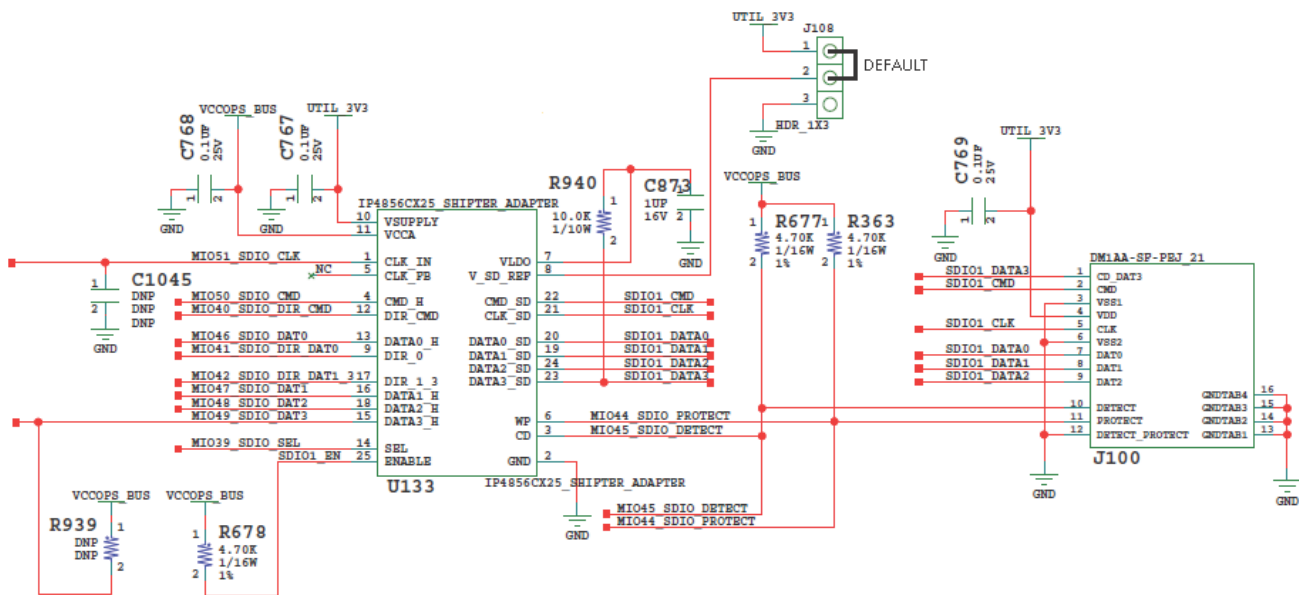 UTIL_3V3
J108
1
2
3
DEFAULT
HDR_1X3
GND
VCCOPS_BUS
UTIL_3V3
C768
0.1UF
25V
1
2
GND
C767
0.1UF
25V
1
2
GND
IP4856CX25_SHIFTER_ADAPTER
10 VSUPPLY
11 VCCA
MIO51_SDIO_CLK 1 CLK_IN
NC 5 CLK_FB
C1045
DNP
DNP
DNP
1
2
GND
MIO50_SDIO_CMD 4 CMD_H
MIO40_SDIO_DIR_CMD 12 DIR_CMD
MIO46_SDIO_DAT0 13 DATA0_H
MIO41_SDIO_DIR_DAT0 9 DIR_0
MIO42_SDIO_DIR_DAT1_3 17 DIR_1_3
MIO47_SDIO_DAT1 16 DATA1_H
MIO48_SDIO_DAT2 18 DATA2_H
MIO49_SDIO_DAT3 15 DATA3_H
MIO39_SDIO_SEL 14 SEL
SDIO1_EN 25 ENABLE
VLDO 7
V_SD_REF 8
CMD_SD 22 SDIO1_CMD
CLK_SD 21 SDIO1_CLK
DATA0_SD 20 SDIO1_DATA0
DATA1_SD 19 SDIO1_DATA1
DATA2_SD 24 SDIO1_DATA2
DATA3_SD 23 SDIO1_DATA3
WP 6 MIO44_SDIO_PROTECT
CD 3 MIO45_SDIO_DETECT
GND 2
U133
IP4856CX25_SHIFTER_ADAPTER
GND
R940
10.0K
1/10W
1
2
C873
1UF
16V
1
2
GND
VCCOPS_BUS
1
R677
4.70K
1/16W
1%
2
1
R363
4.70K
1/16W
1%
2
MIO45_SDIO_DETECT
MIO44_SDIO_PROTECT
VCCOPS_BUS
R939
DNP
DNP
1
2
VCCOPS_BUS
R678
4.70K
1/16W
1%
1
2
UTIL_3V3
C769
0.1UF
25V
1
2
GND
DM1AA-SP-PEJ_21
SDIO1_DATA3 1 CD_DAT3
SDIO1_CMD 2 CMD
3 VSS1
4 VDD
SDIO1_CLK 5 CLK
6 VSS2
SDIO1_DATA0 7 DAT0
SDIO1_DATA1 8 DAT1
SDIO1_DATA2 9 DAT2
10 DETECT
11 PROTECT
12 DETECT_PROTECT
GNDTAB4 16
GNDTAB3 15
GNDTAB2 14
GNDTAB1 13
J100
GND
GND